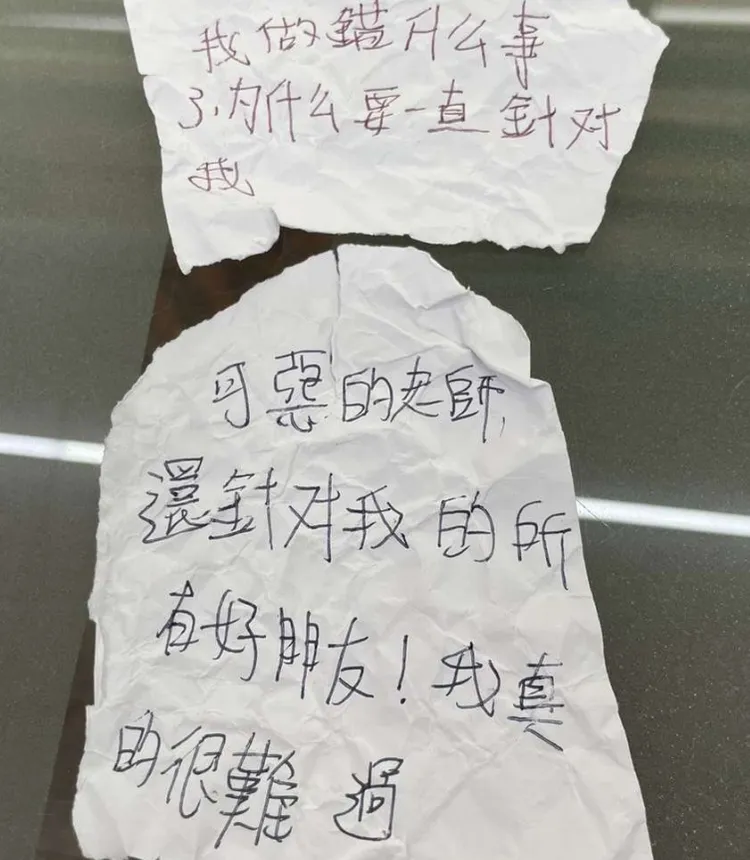 我做錯什么事
了,为什么要一直針对
我
可惡的老師,
還針对我的所
有好朋友!我真
的很難過